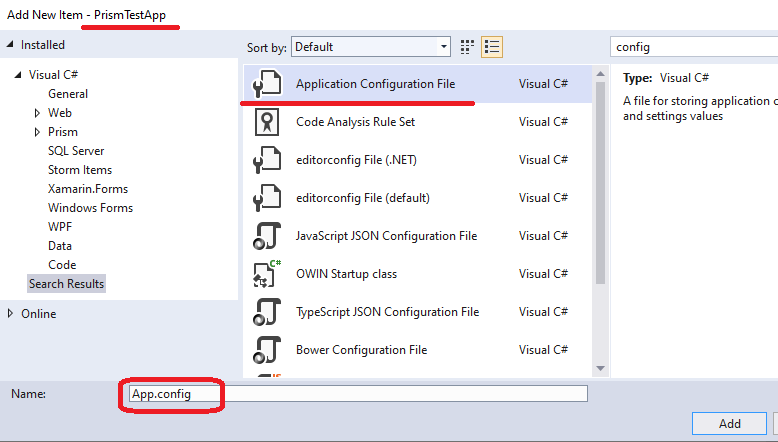 Add New Item - PrismTestApp
Installed
Sort by: Default
config
Visual C#
General
Web
Prism
SQL Server
Storm Items
Xamarin.Forms
Windows Forms
WPF
Data
Code
Search Results
Online
Application Configuration File Visual C#
Code Analysis Rule Set Visual C#
editorconfig File (.NET) Visual C#
editorconfig File (default) Visual C#
JavaScript JSON Configuration File Visual C#
C#
OWIN Startup class Visual C#
TypeScript JSON Configuration File Visual C#
Bower Configuration File Visual C#
Type: Visual C#
A file for storing application
and settings values
Name: App.config
Add